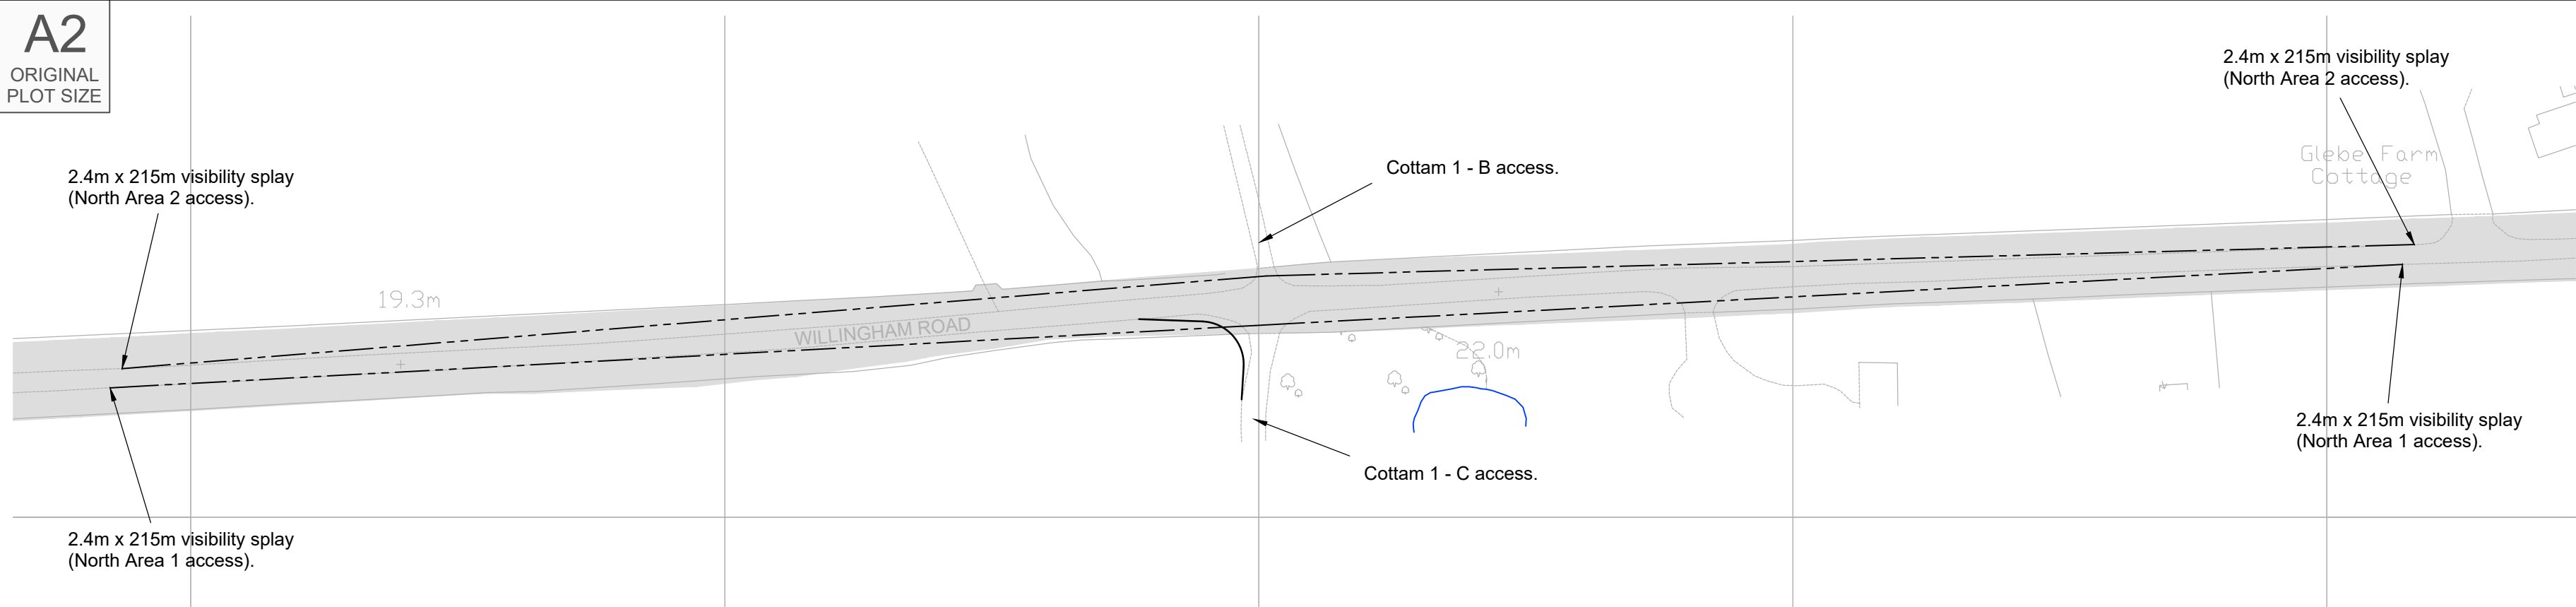 A2
ORIGINAL
PLOT SIZE
2.4m x 215m visibility splay
(North Area 2 access).
2.4m x 215m visibility splay
(North Area 2 access).
Cottam 1 - B access.
Glebe Farm
Cottage
19.3m
WILLINGHAM ROAD
22.0m
Cottam 1 - C access.
2.4m x 215m visibility splay
(North Area 1 access).
2.4m x 215m visibility splay
(North Area 1 access).